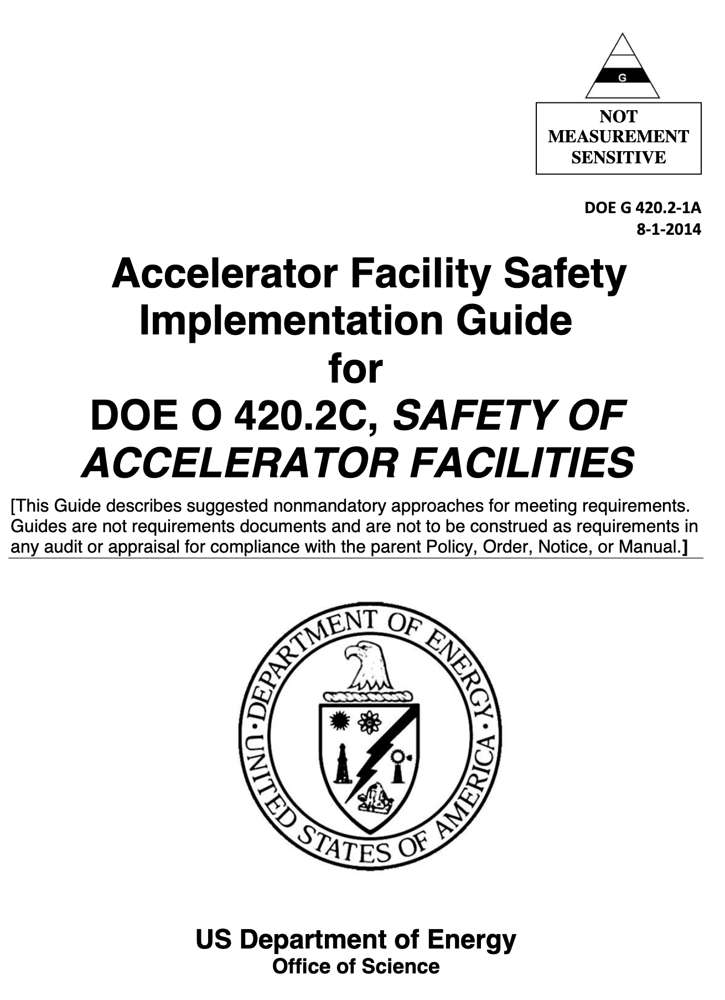 G
NOT
MEASUREMENT
SENSITIVE
DOE G 420.2-1A
8-1-2014
Accelerator Facility Safety
Implementation Guide
for
DOE O 420.2C, SAFETY OF
ACCELERATOR FACILITIES
[This Guide describes suggested nonmandatory approaches for meeting requirements.
Guides are not requirements documents and are not to be construed as requirements in
any audit or appraisal for compliance with the parent Policy, Order, Notice, or Manual.]
DEPARTMENT OF ENERGY
UNITED STATES OF AMERICA
US Department of Energy
Office of Science